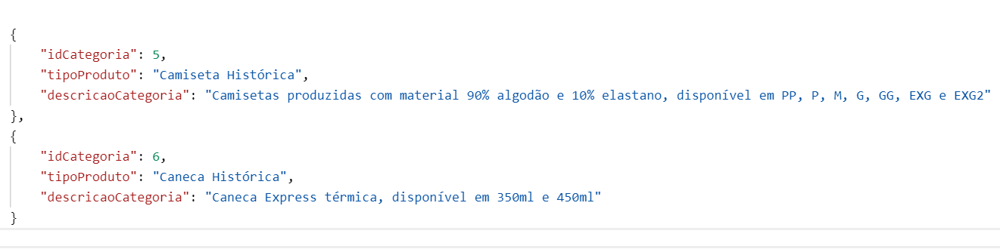 {
"idCategoria": 5,
"tipoProduto": "Camiseta Histórica",
"descricaoCategoria": "Camisetas produzidas com material 90% algodão e 10% elastano, disponível em PP, P, M, G, GG, EXG e EXG2"
},
{
"idCategoria": 6,
"tipoProduto": "Caneca Histórica",
"descricaoCategoria": "Caneca Express térmica, disponível em 350ml e 450ml"
}